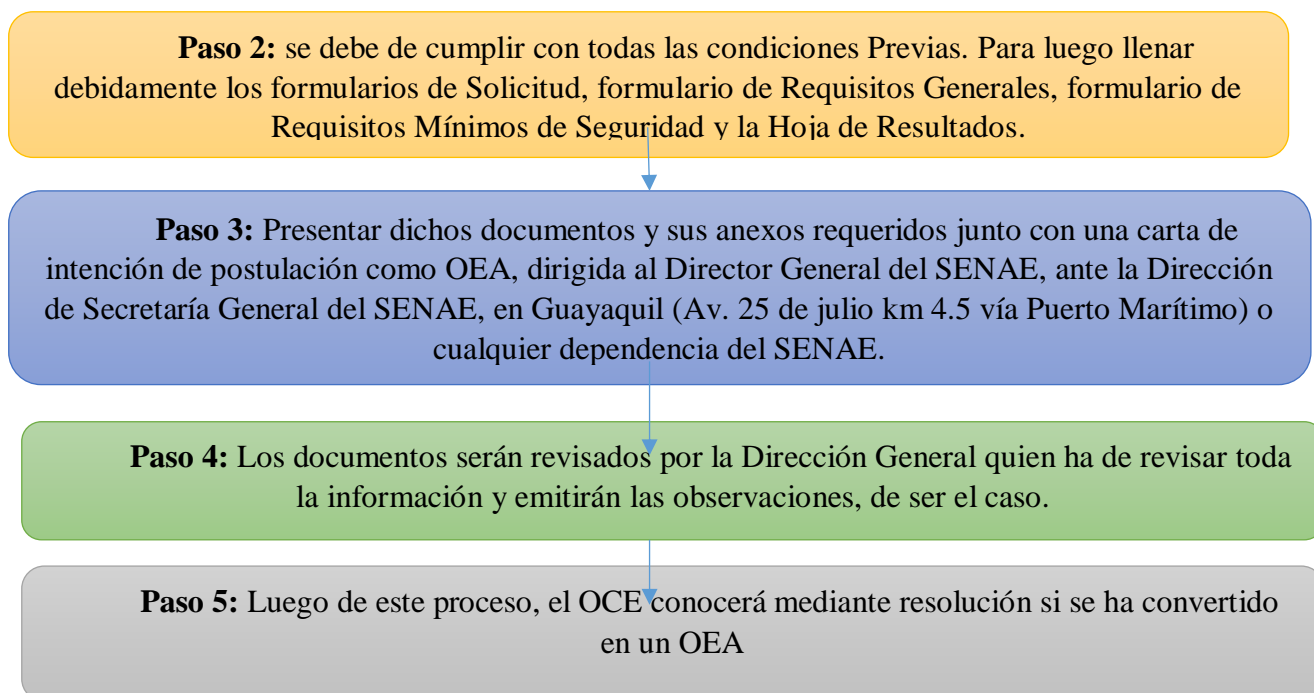 Paso 2: se debe de cumplir con todas las condiciones Previas. Para luego llenar
debidamente los formularios de Solicitud, formulario de Requisitos Generales, formulario de
Requisitos Mínimos de Seguridad y la Hoja de Resultados.
Paso 3: Presentar dichos documentos y sus anexos requeridos junto con una carta de
intención de postulación como OEA, dirigida al Director General del SENAE, ante la Dirección
de Secretaría General del SENAE, en Guayaquil (Av. 25 de julio km 4.5 vía Puerto Marítimo) o
cualquier dependencia del SENAE.
Paso 4: Los documentos serán revisados por la Dirección General quien ha de revisar toda
la información y emitirán las observaciones, de ser el caso.
Paso 5: Luego de este proceso, el OCE conocerá mediante resolución si se ha convertido
en un OEA